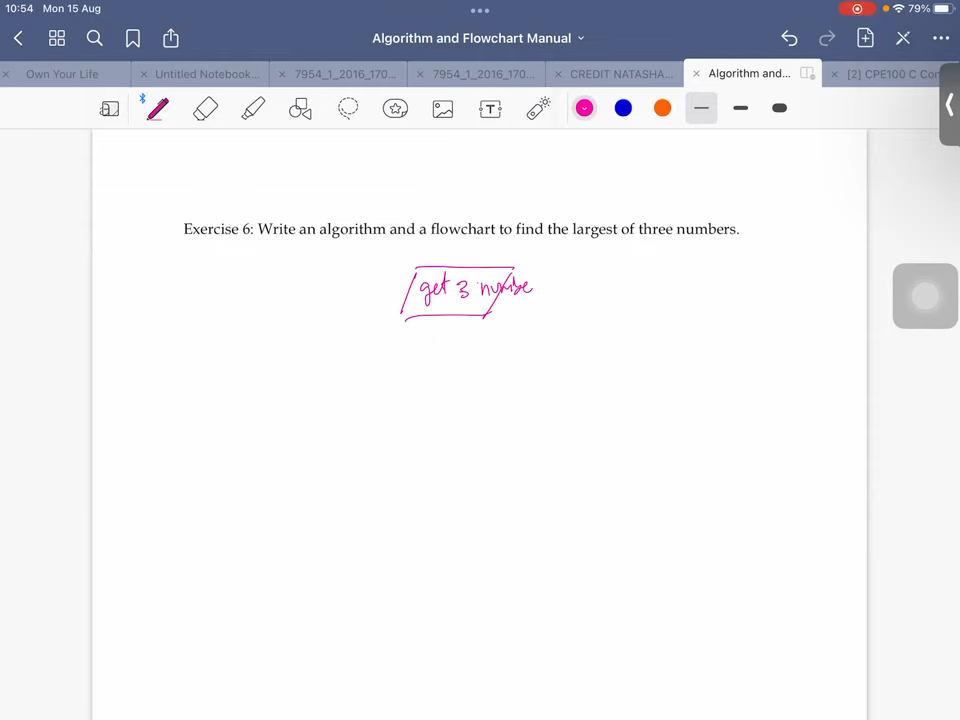 10:54 Mon 15 Aug
79%
Algorithm and Flowchart Manual
Own Your Life
Untitled Notebook...
7954_1_2016_170...
7954_1_2016_170...
CREDIT NATASHA...
Algorithm and...
[2] CPE100 C Con
Exercise 6: Write an algorithm and a flowchart to find the largest of three numbers.
get 3 numbe